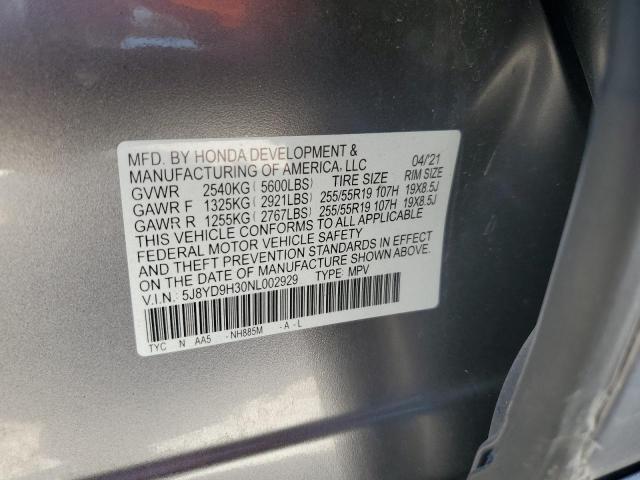 MFD. BY HONDA DEVELOPMENT & 04/'21
MANUFACTURING OF AMERICA, LLC
TIRE SIZE RIM SIZE
GVWR 2540KG ( 5600LBS)
GAWR F 1325KG ( 2921LBS) 255/55R19 107H 19X8.5J
GAWR R 1255KG ( 2767LBS) 255/55R19 107H 19X8.5J
THIS VEHICLE CONFORMS TO ALL APPLICABLE
FEDERAL MOTOR VEHICLE SAFETY
AND THEFT PREVENTION STANDARDS IN EFFECT
ON THE DATE OF MANUFACTURE SHOWN ABOVE.
V.I.N.: 5J8YD9H30NL002929 TYPE: MPV
TYC N AA5 -NH885M -A -L